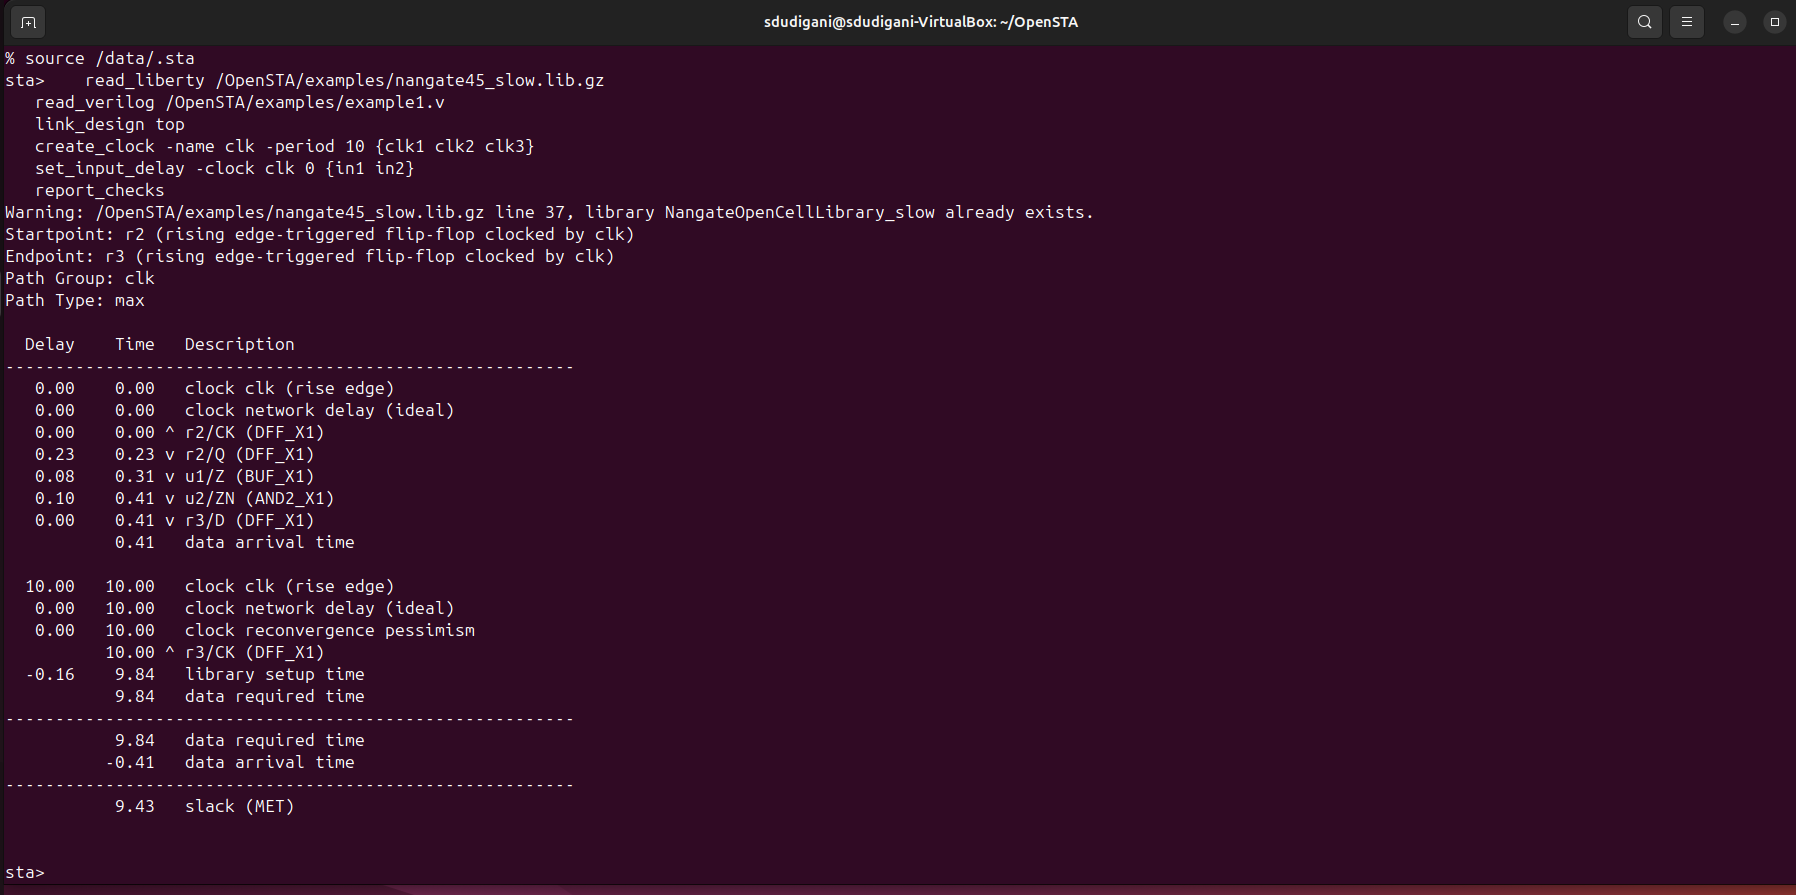 sdudigani@sdudigani-VirtualBox: ~/OpenSTA
% source /data/.sta
sta>    read_liberty /OpenSTA/examples/nangate45_slow.lib.gz
   read_verilog /OpenSTA/examples/example1.v
   link_design top
   create_clock -name clk -period 10 {clk1 clk2 clk3}
   set_input_delay -clock clk 0 {in1 in2}
   report_checks
Warning: /OpenSTA/examples/nangate45_slow.lib.gz line 37, library NangateOpenCellLibrary_slow already exists.
Startpoint: r2 (rising edge-triggered flip-flop clocked by clk)
Endpoint: r3 (rising edge-triggered flip-flop clocked by clk)
Path Group: clk
Path Type: max

  Delay    Time   Description
---------------------------------------------------------
   0.00    0.00   clock clk (rise edge)
   0.00    0.00   clock network delay (ideal)
   0.00    0.00 ^ r2/CK (DFF_X1)
   0.23    0.23 v r2/Q (DFF_X1)
   0.08    0.31 v u1/Z (BUF_X1)
   0.10    0.41 v u2/ZN (AND2_X1)
   0.00    0.41 v r3/D (DFF_X1)
           0.41   data arrival time

  10.00   10.00   clock clk (rise edge)
   0.00   10.00   clock network delay (ideal)
   0.00   10.00   clock reconvergence pessimism
          10.00 ^ r3/CK (DFF_X1)
  -0.16    9.84   library setup time
           9.84   data required time
---------------------------------------------------------
           9.84   data required time
          -0.41   data arrival time
---------------------------------------------------------
           9.43   slack (MET)

sta>